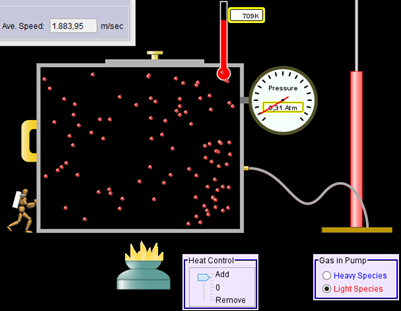 Ave. Speed: 1.883,95 m/sec
709K
Pressure
0,31 Atm
Heat Control
Add
0
Remove
Gas in Pump
Heavy Species
Light Species